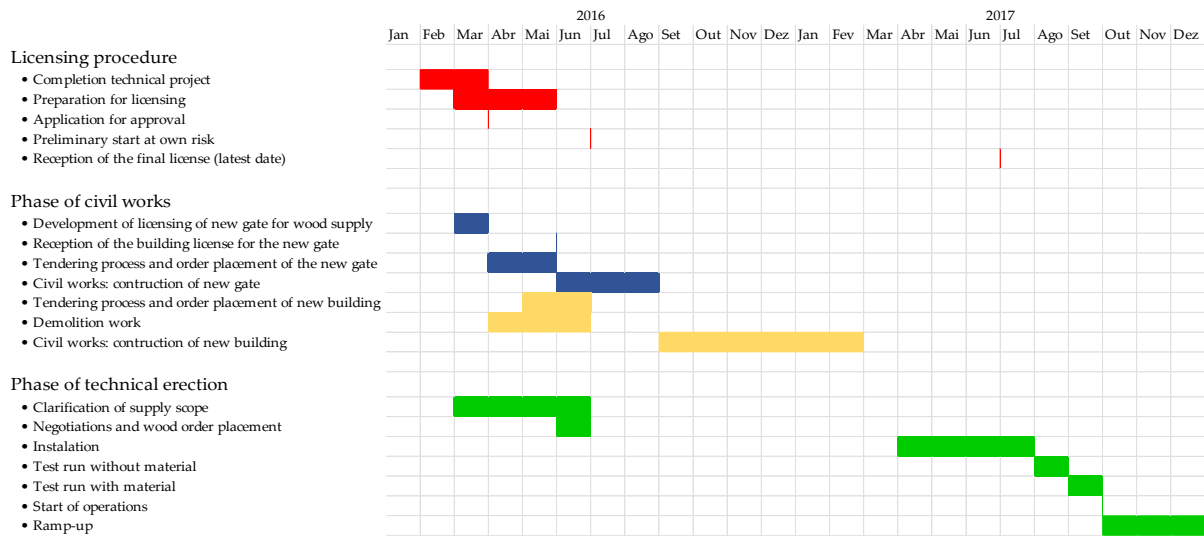 2016 2017
Jan Feb Mar Abr Mai Jun Jul Ago Set Out Nov Dez Jan Fev Mar Abr Mai Jun Jul Ago Set Out Nov Dez
Licensing procedure
• Completion technical project
• Preparation for licensing
• Application for approval
• Preliminary start at own risk
• Reception of the final license (latest date)
Phase of civil works
• Development of licensing of new gate for wood supply
• Reception of the building license for the new gate
• Tendering process and order placement of the new gate
• Civil works: contruction of new gate
• Tendering process and order placement of new building
• Demolition work
• Civil works: contruction of new building
Phase of technical erection
• Clarification of supply scope
• Negotiations and wood order placement
• Instalation
• Test run without material
• Test run with material
• Start of operations
• Ramp-up